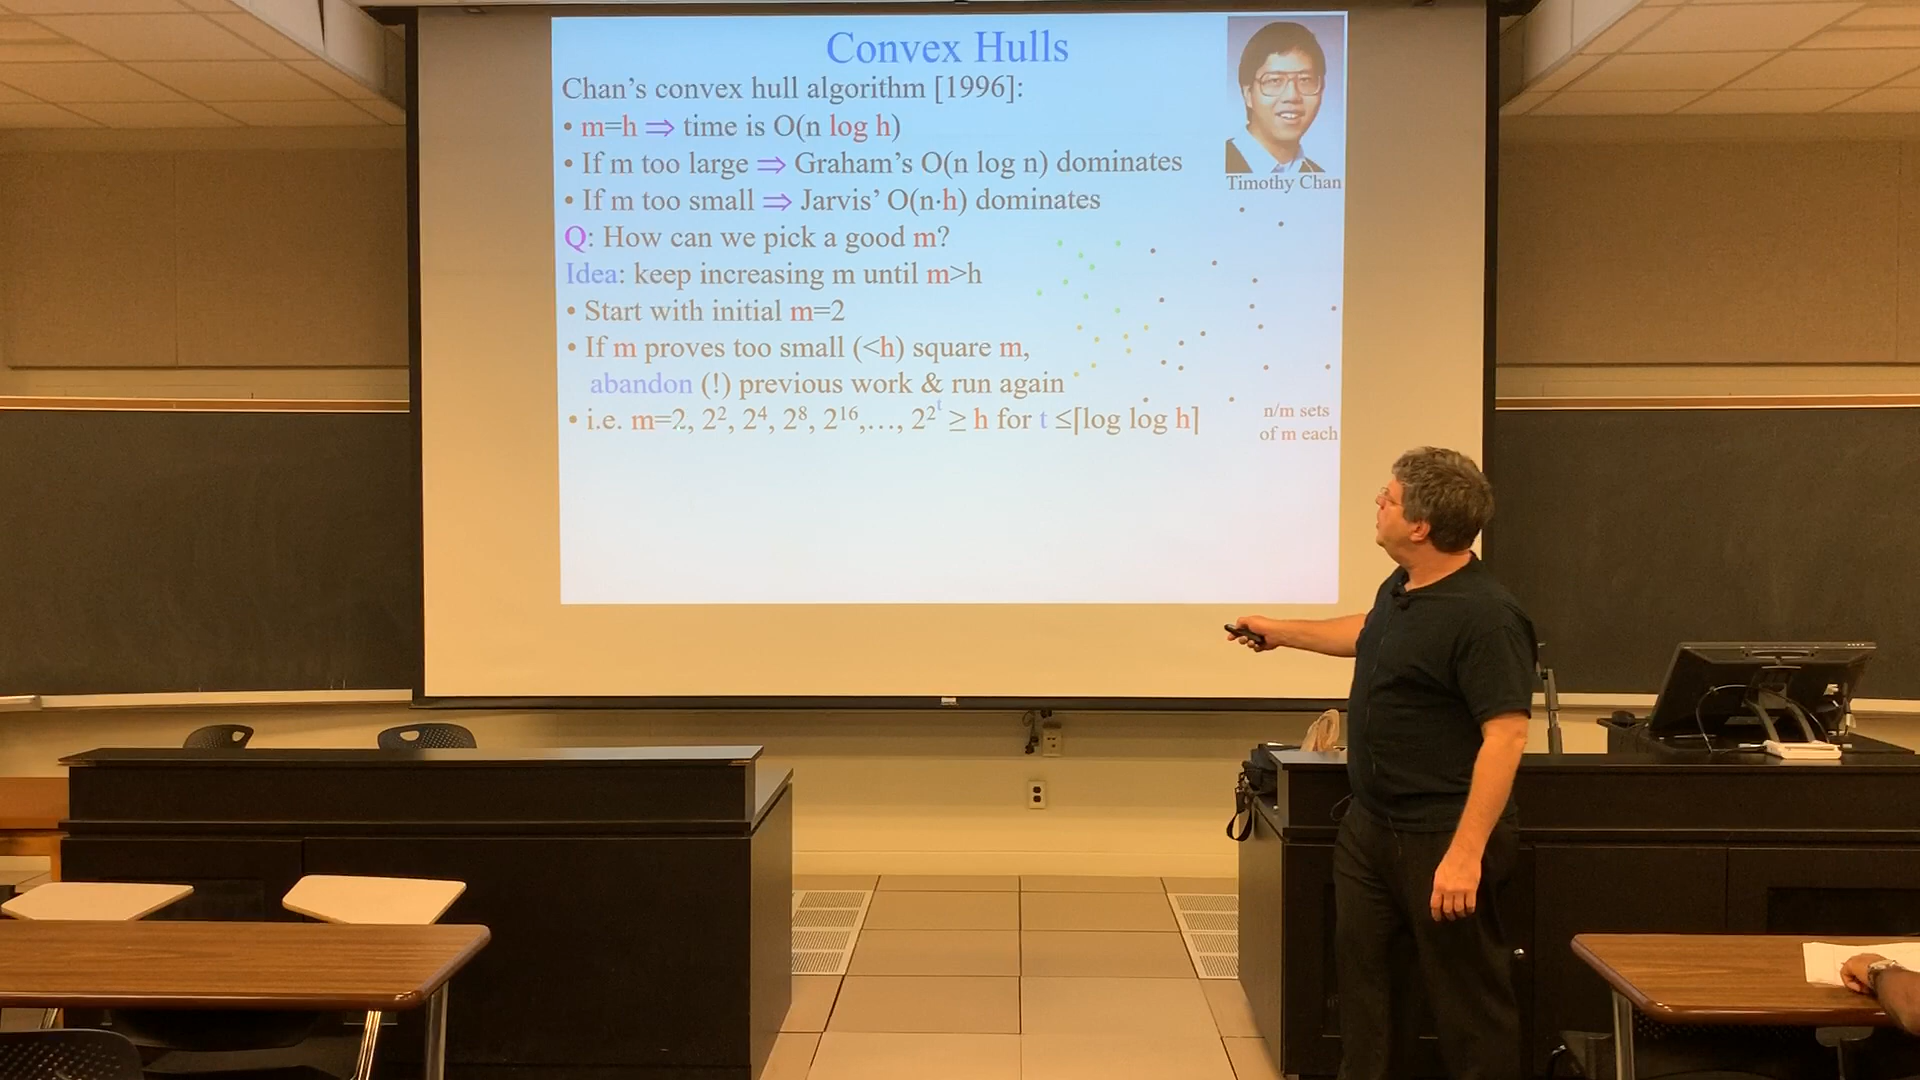 Convex Hulls
Chan’s convex hull algorithm [1996]:
• m=h ⇒ time is O(n log h)
• If m too large ⇒ Graham’s O(n log n) dominates
• If m too small ⇒ Jarvis’ O(n·h) dominates
Timothy Chan
Q: How can we pick a good m?
Idea: keep increasing m until m>h
• Start with initial m=2
• If m proves too small (<h) square m,
abandon (!) previous work & run again
• i.e. m=2, 2², 2⁴, 2⁸, 2¹⁶,…, 2^2^t ≥ h for t ≤⌈log log h⌉
n/m sets
of m each